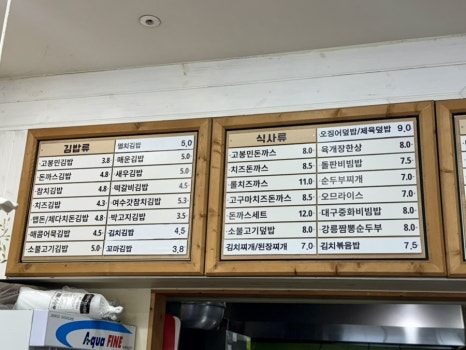 김밥류
고봉민김밥 3.8
돈까스김밥 4.8
참치김밥 4.8
치즈김밥 4.3
맵돈/체다치돈김밥 4.8
매콤어묵김밥 4.5
소불고기김밥 5.0
멸치김밥 5,0
매운김밥 5.0
새우김밥 5.0
떡갈비김밥 4.5
여수갓참치김밥 5.3
박고지김밥 3.5
김치김밥 4,5
꼬마김밥 3,8
식사류
고봉민돈까스 8.0
치즈돈까스 8.5
롤치즈까스 11.0
고구마치즈돈까스 8.5
돈까스세트 12.0
소불고기덮밥 8.0
김치찌개/된장찌개 7,0
오징어덮밥/제육덮밥 9,0
육개장한상 8.0
돌판비빔밥 7.5
순두부찌개 7.0
오므라이스 7.0
대구중화비빔밥 8.0
강릉짬뽕순두부 8.0
김치볶음밥 7,5
Aqua FINE